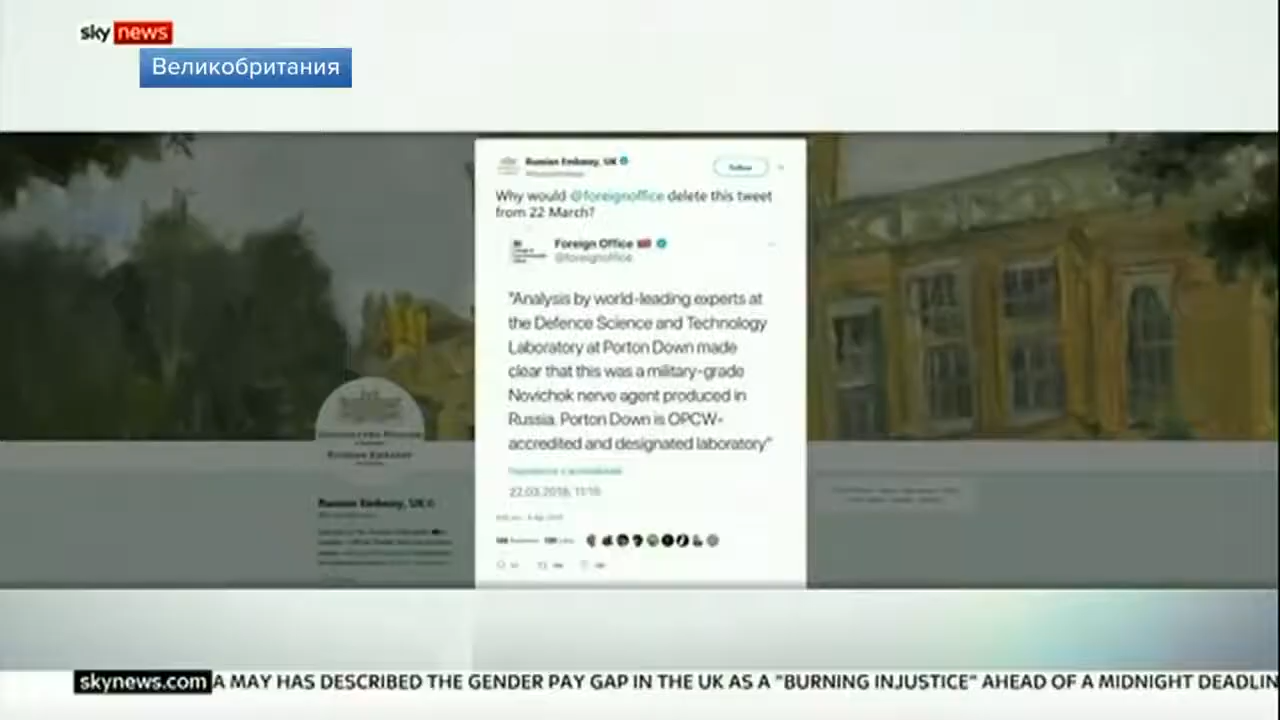 sky news
Великобритания
Russian Embassy, UK
Follow
Why would @foreignoffice delete this tweet
from 22 March?
Foreign Office
@foreignoffice
"Analysis by world-leading experts at
the Defence Science and Technology
Laboratory at Porton Down made
clear that this was a military-grade
Novichok nerve agent produced in
Russia. Porton Down is OPCW-
accredited and designated laboratory"
22.03.2018, 11:15
Russian Embassy, UK
skynews.com A MAY HAS DESCRIBED THE GENDER PAY GAP IN THE UK AS A "BURNING INJUSTICE" AHEAD OF A MIDNIGHT DEADLIN